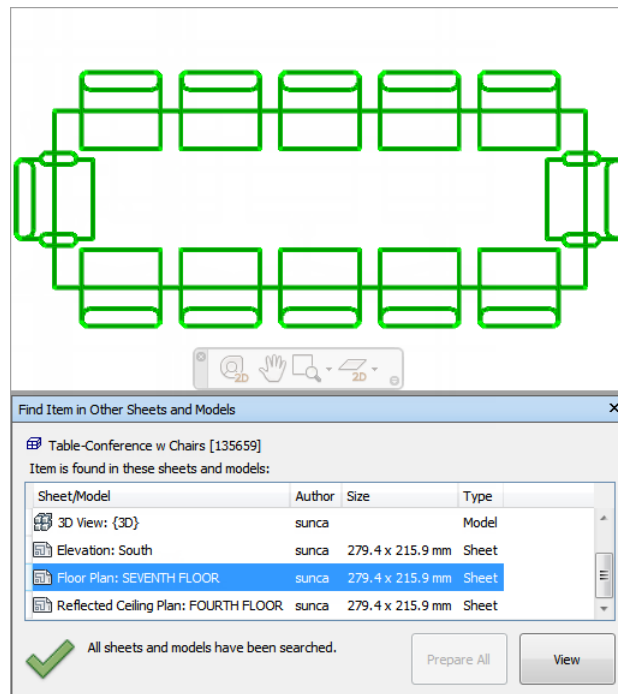 2D
2D
Find Item in Other Sheets and Models
Table-Conference w Chairs [135659]
Item is found in these sheets and models:
Sheet/Model Author Size Type
3D View: {3D} sunca Model
Elevation: South sunca 279.4 x 215.9 mm Sheet
Floor Plan: SEVENTH FLOOR sunca 279.4 x 215.9 mm Sheet
Reflected Ceiling Plan: FOURTH FLOOR sunca 279.4 x 215.9 mm Sheet
All sheets and models have been searched.
Prepare All View